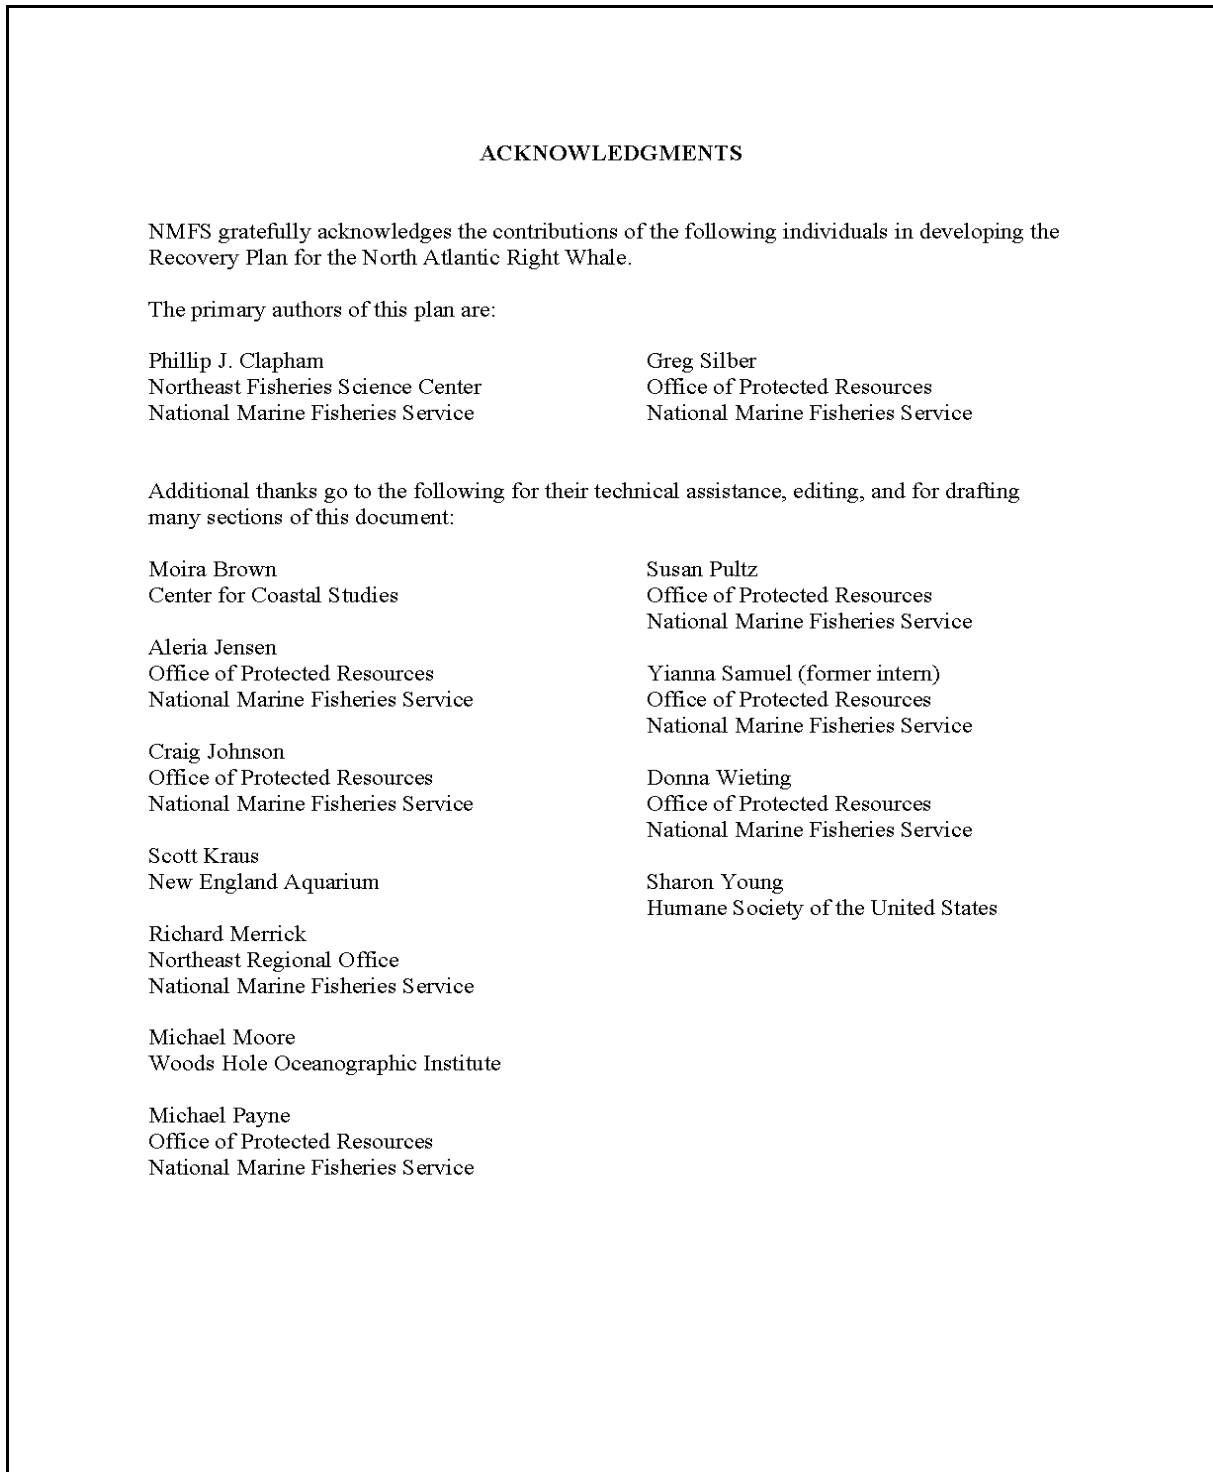 ACKNOWLEDGMENTS
NMFS gratefully acknowledges the contributions of the following individuals in developing the
Recovery Plan for the North Atlantic Right Whale.
The primary authors of this plan are:
Phillip J. Clapham
Northeast Fisheries Science Center
National Marine Fisheries Service
Greg Silber
Office of Protected Resources
National Marine Fisheries Service
Additional thanks go to the following for their technical assistance, editing, and for drafting
many sections of this document:
Moira Brown
Center for Coastal Studies
Aleria Jensen
Office of Protected Resources
National Marine Fisheries Service
Craig Johnson
Office of Protected Resources
National Marine Fisheries Service
Scott Kraus
New England Aquarium
Richard Merrick
Northeast Regional Office
National Marine Fisheries Service
Michael Moore
Woods Hole Oceanographic Institute
Michael Payne
Office of Protected Resources
National Marine Fisheries Service
Susan Pultz
Office of Protected Resources
National Marine Fisheries Service
Yianna Samuel (former intern)
Office of Protected Resources
National Marine Fisheries Service
Donna Wieting
Office of Protected Resources
National Marine Fisheries Service
Sharon Young
Humane Society of the United States